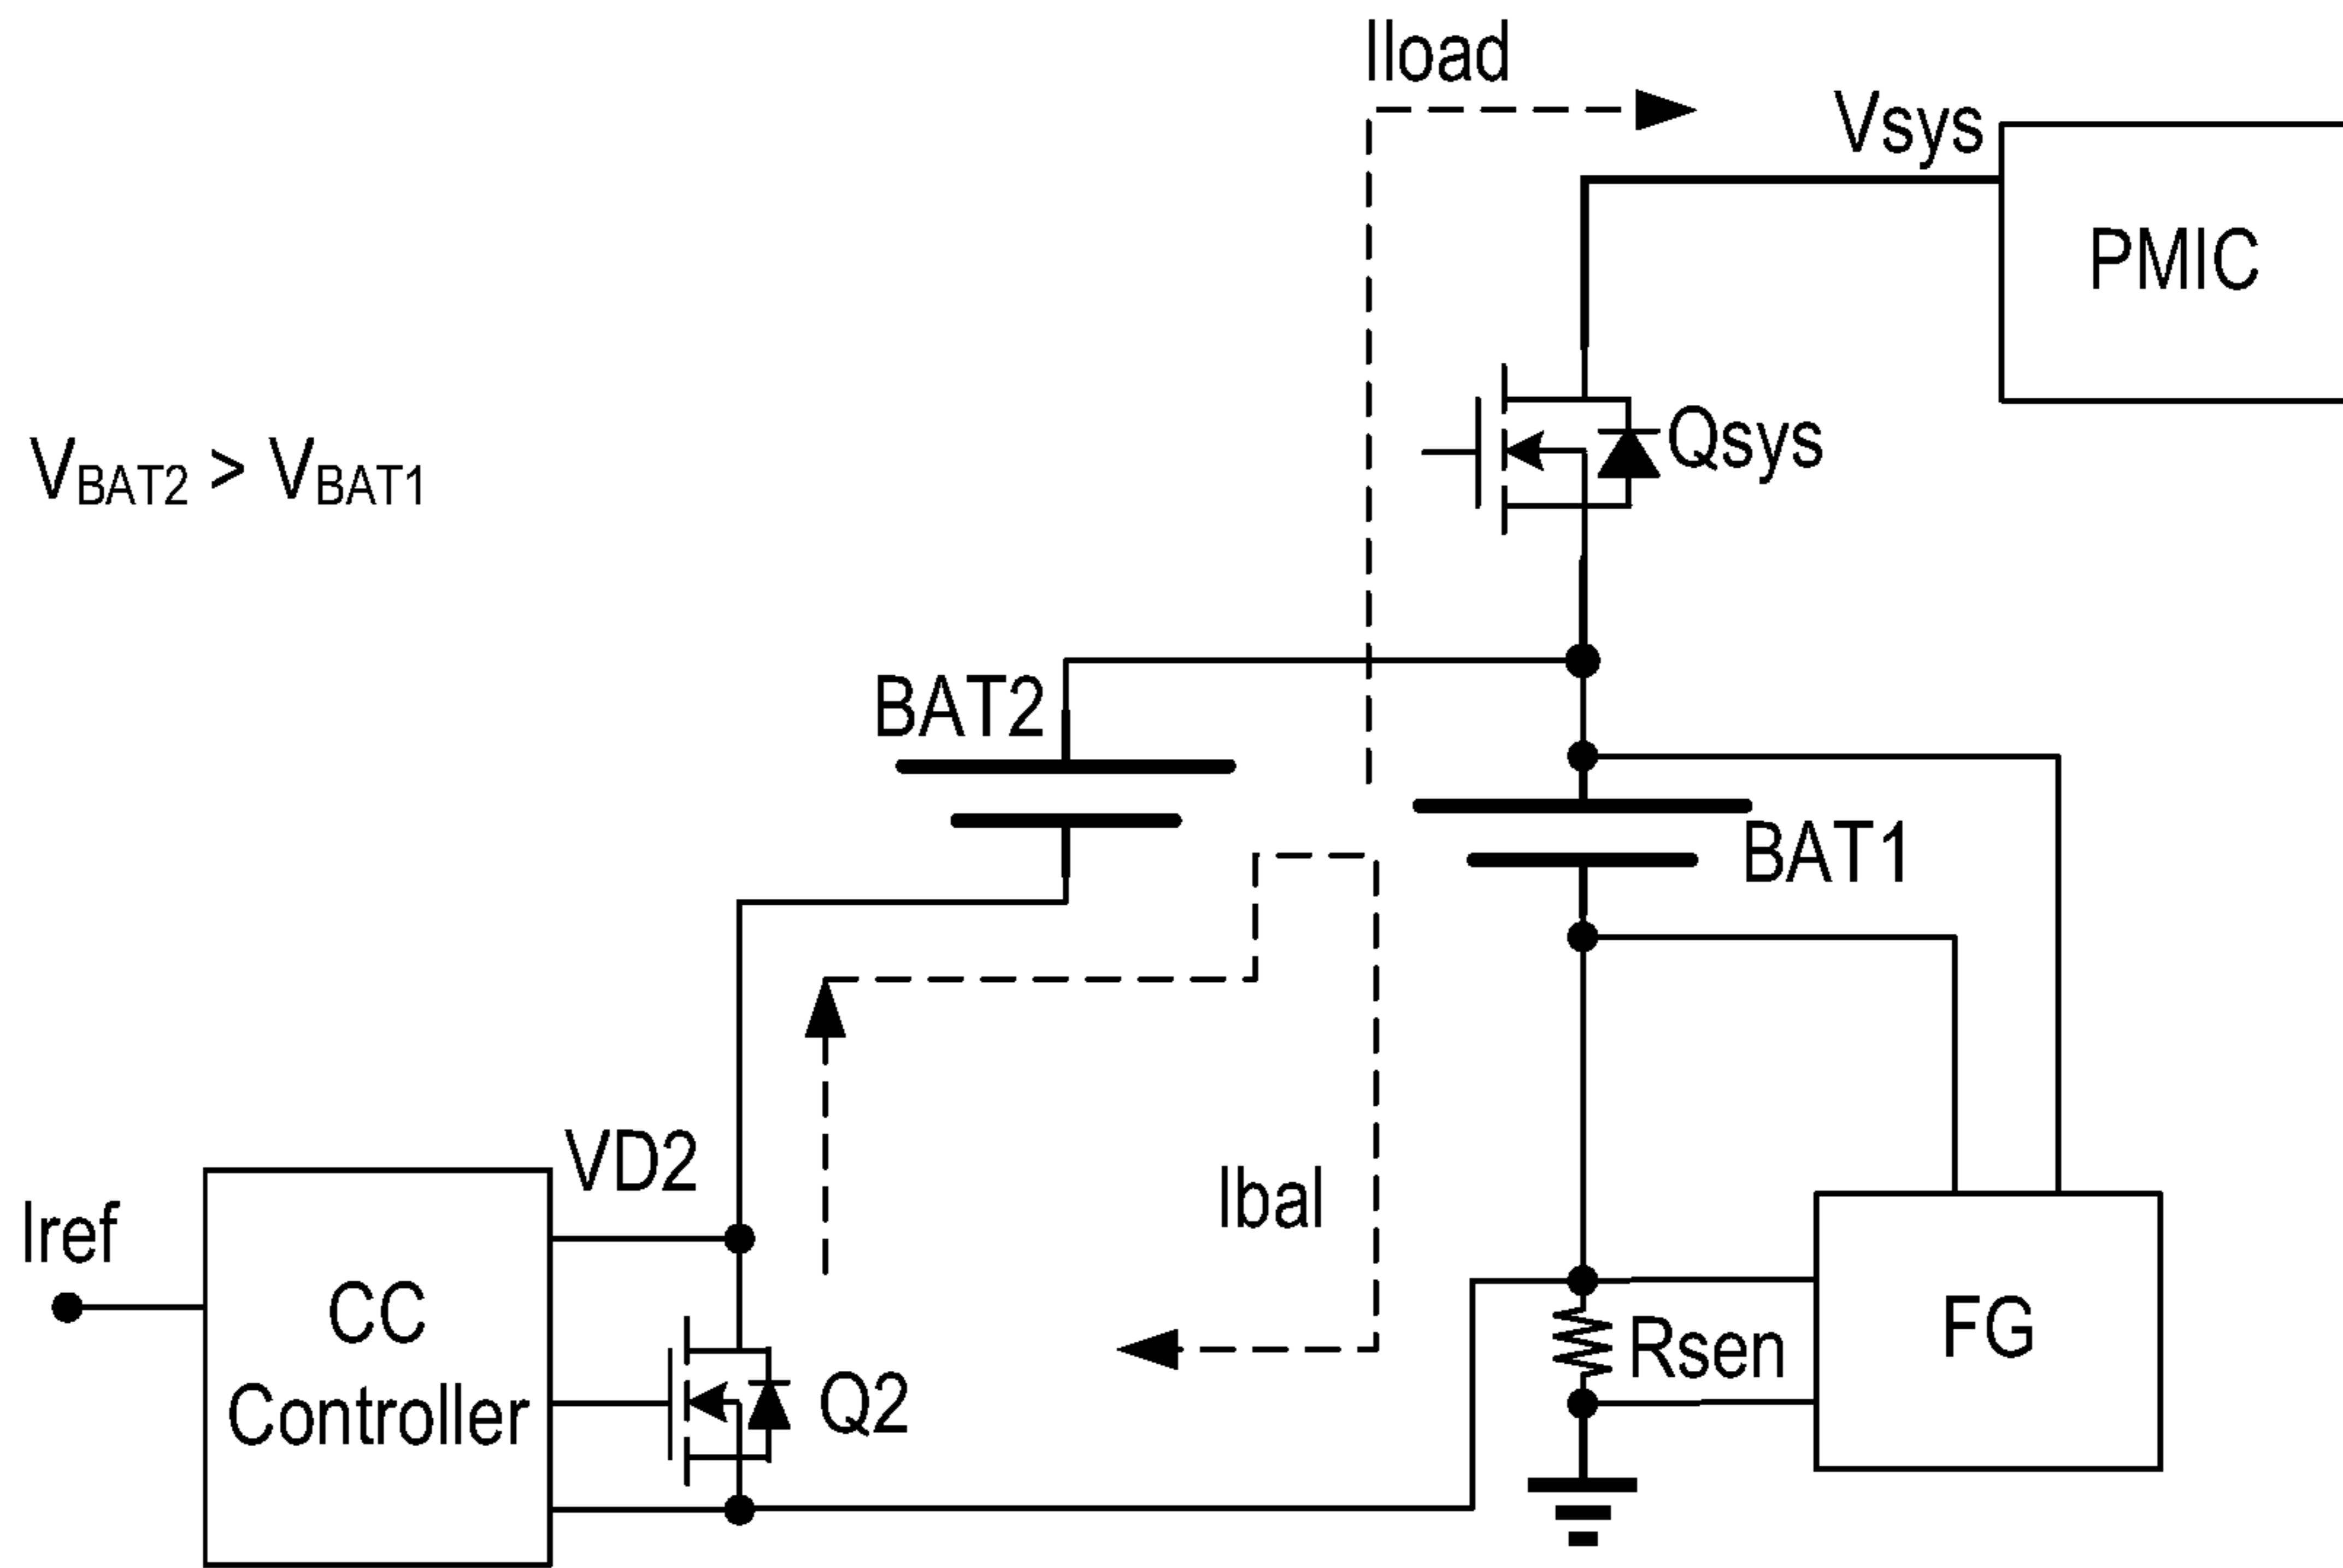 Iload
Vsys
PMIC
Qsys
VBAT2 > VBAT1
BAT2
BAT1
VD2
Ibal
Iref
CC
Controller
Q2
Rsen
FG